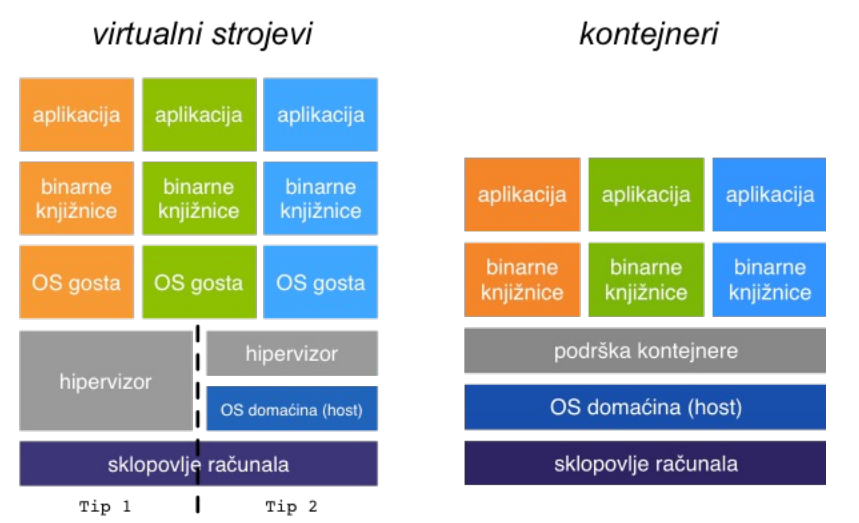 virtualni strojevi
aplikacija
aplikacija
aplikacija
binarne
knjižnice
binarne
knjižnice
binarne
knjižnice
OS gosta
OS gosta
OS gosta
hipervizor
hipervizor
OS domaćina (host)
sklopovlje računala
Tip 1
Tip 2
kontejneri
aplikacija
aplikacija
aplikacija
binarne
knjižnice
binarne
knjižnice
binarne
knjižnice
podrška kontejnere
OS domaćina (host)
sklopovlje računala